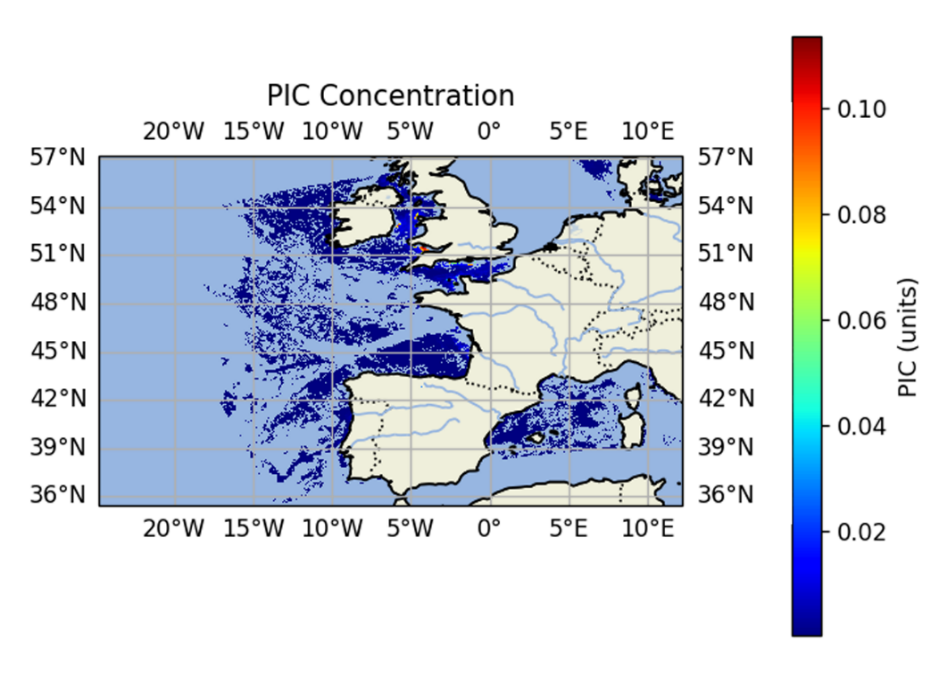 PIC Concentration
20°W 15°W 10°W 5°W 0° 5°E 10°E
57°N 57°N
54°N 54°N
51°N 51°N
48°N 48°N
45°N 45°N
42°N 42°N
39°N 39°N
36°N 36°N
20°W 15°W 10°W 5°W 0° 5°E 10°E
0.10
0.08
0.06
0.04
0.02
PIC (units)